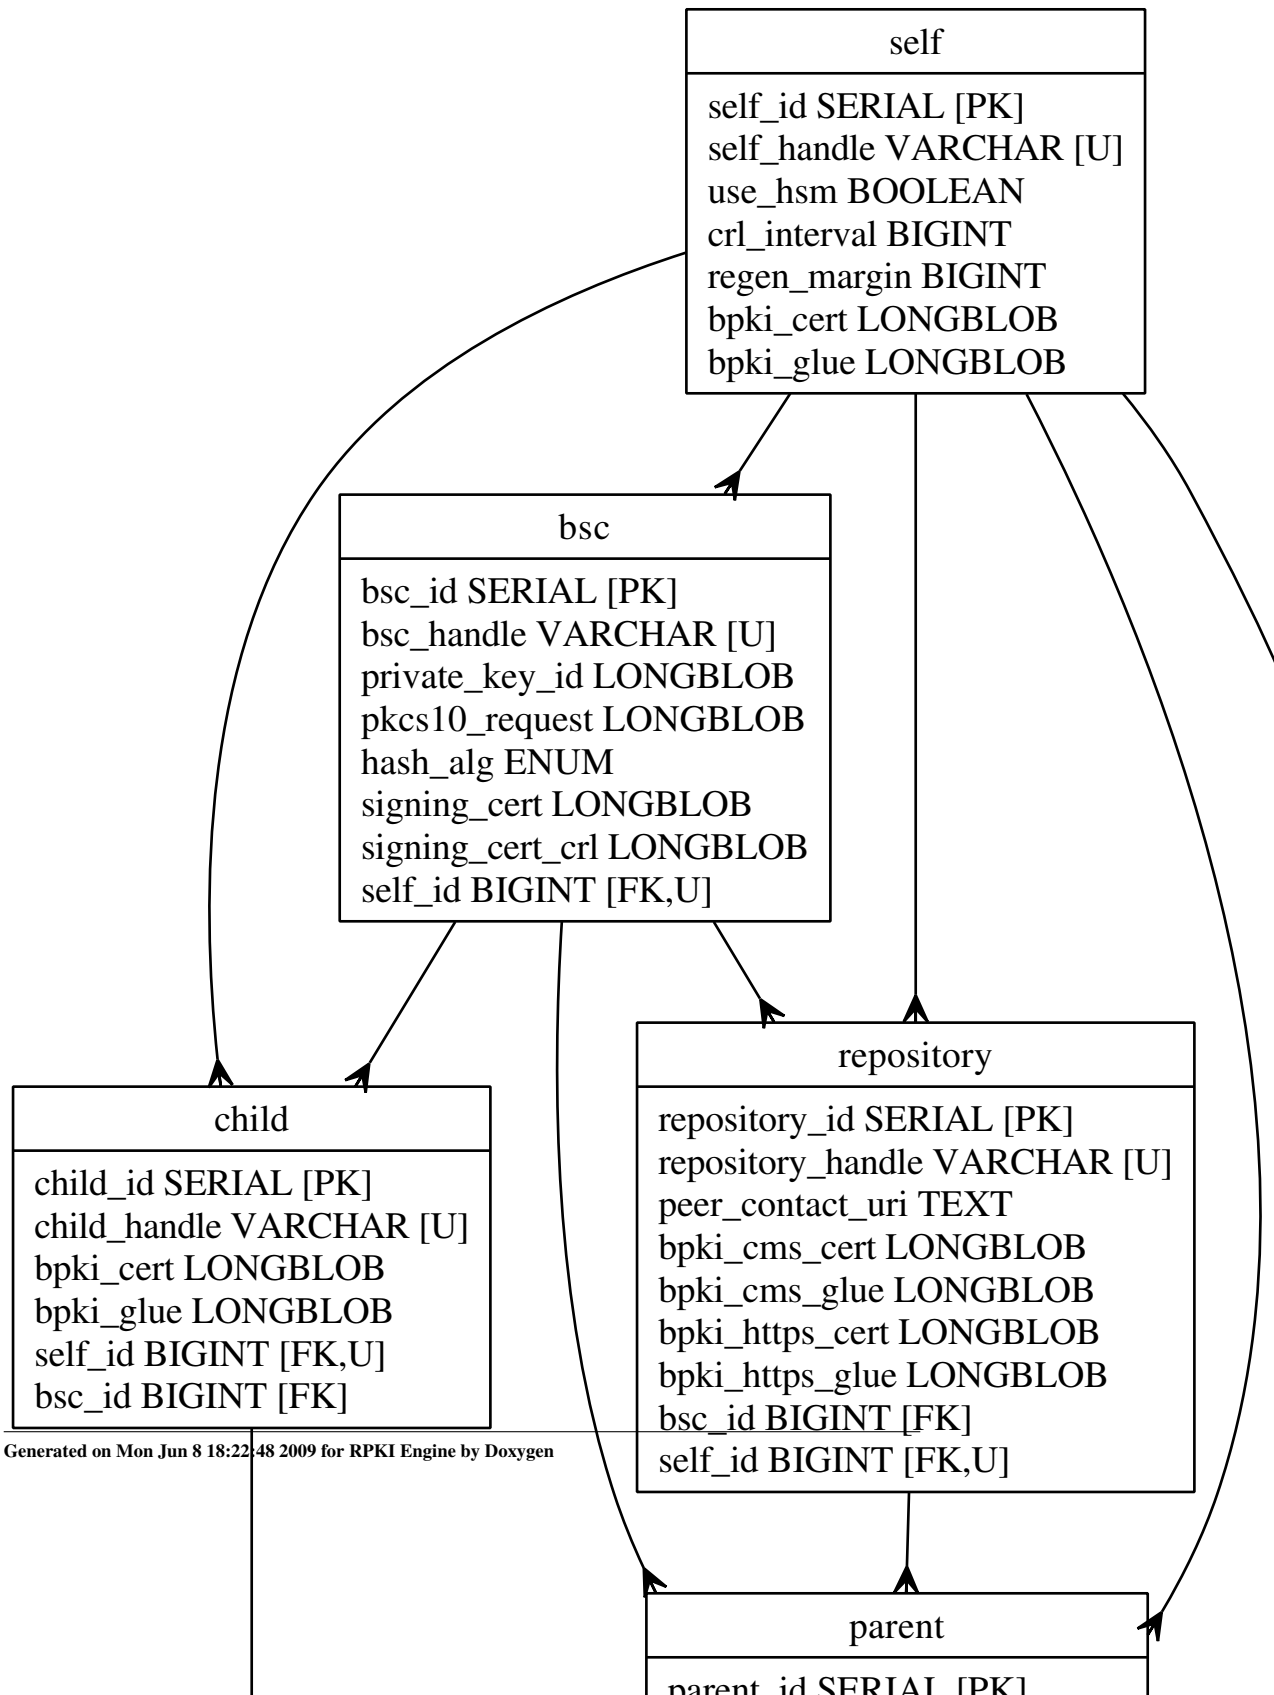 self
self_id SERIAL [PK]
self_handle VARCHAR [U]
use_hsm BOOLEAN
crl_interval BIGINT
regen_margin BIGINT
bpki_cert LONGBLOB
bpki_glue LONGBLOB
bsc
bsc_id SERIAL [PK]
bsc_handle VARCHAR [U]
private_key_id LONGBLOB
pkcs10_request LONGBLOB
hash_alg ENUM
signing_cert LONGBLOB
signing_cert_crl LONGBLOB
self_id BIGINT [FK,U]
repository
repository_id SERIAL [PK]
repository_handle VARCHAR [U]
peer_contact_uri TEXT
bpki_cms_cert LONGBLOB
bpki_cms_glue LONGBLOB
bpki_https_cert LONGBLOB
bpki_https_glue LONGBLOB
bsc_id BIGINT [FK]
self_id BIGINT [FK,U]
child
child_id SERIAL [PK]
child_handle VARCHAR [U]
bpki_cert LONGBLOB
bpki_glue LONGBLOB
self_id BIGINT [FK,U]
bsc_id BIGINT [FK]
Generated on Mon Jun 8 18:22:48 2009 for RPKI Engine by Doxygen
parent
parent_id SERIAL [PK]